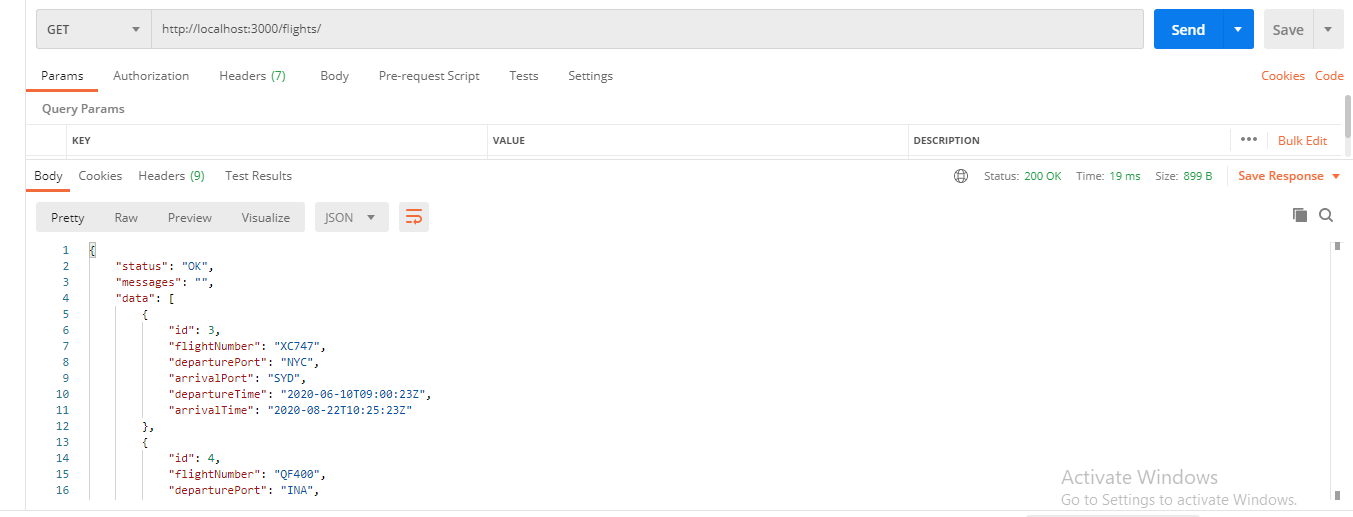 GET http://localhost:3000/flights/ Send Save
Params Authorization Headers (7) Body Pre-request Script Tests Settings Cookies Code
Query Params
KEY VALUE DESCRIPTION ••• Bulk Edit
Body Cookies Headers (9) Test Results Status: 200 OK Time: 19 ms Size: 899 B Save Response
Pretty Raw Preview Visualize JSON
1 {
2 "status": "OK",
3 "messages": "",
4 "data": [
5 {
6 "id": 3,
7 "flightNumber": "XC747",
8 "departurePort": "NYC",
9 "arrivalPort": "SYD",
10 "departureTime": "2020-06-10T09:00:23Z",
11 "arrivalTime": "2020-08-22T10:25:23Z"
12 },
13 {
14 "id": 4,
15 "flightNumber": "QF400",
16 "departurePort": "INA",
Activate Windows
Go to Settings to activate Windows.